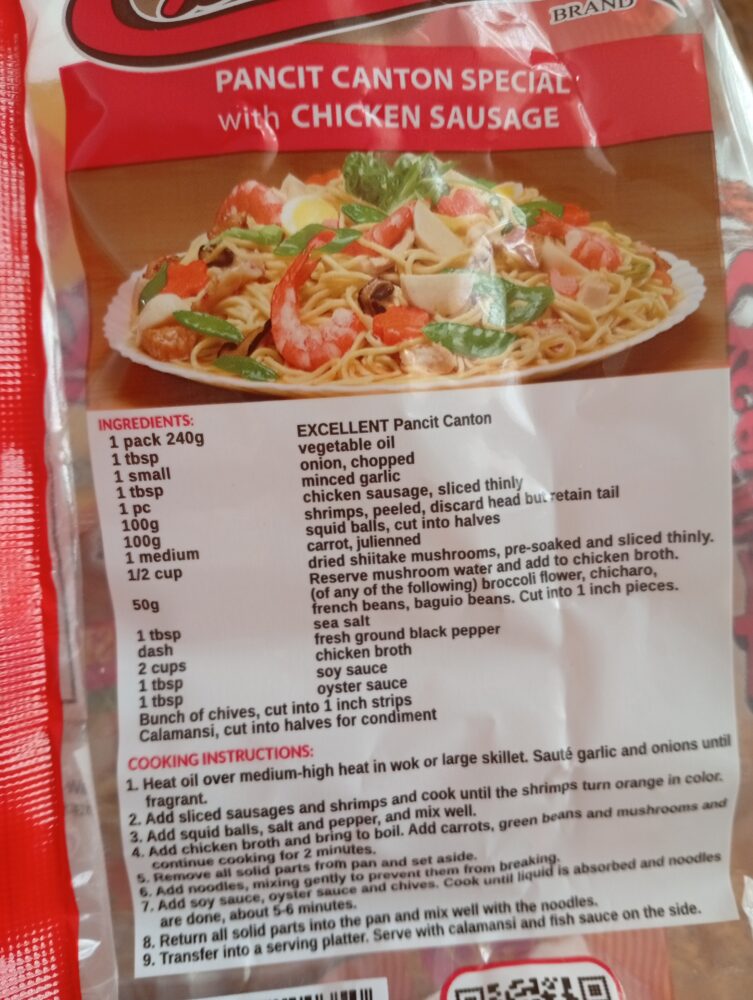 BRAND
PANCIT CANTON SPECIAL
with CHICKEN SAUSAGE
INGREDIENTS:
1 pack 240g EXCELLENT Pancit Canton
1 tbsp vegetable oil
1 small onion, chopped
1 tbsp minced garlic
1 pc chicken sausage, sliced thinly
100g shrimps, peeled, discard head but retain tail
100g squid balls, cut into halves
1 medium carrot, julienned
1/2 cup dried shiitake mushrooms, pre-soaked and sliced thinly.
Reserve mushroom water and add to chicken broth.
50g (of any of the following) broccoli flower, chicharo,
french beans, baguio beans. Cut into 1 inch pieces.
1 tbsp sea salt
dash fresh ground black pepper
2 cups chicken broth
1 tbsp soy sauce
1 tbsp oyster sauce
Bunch of chives, cut into 1 inch strips
Calamansi, cut into halves for condiment
COOKING INSTRUCTIONS:
1. Heat oil over medium-high heat in wok or large skillet. Sauté garlic and onions until
fragrant.
2. Add sliced sausages and shrimps and cook until the shrimps turn orange in color.
3. Add squid balls, salt and pepper, and mix well.
4. Add chicken broth and bring to boil. Add carrots, green beans and mushrooms and
continue cooking for 2 minutes.
5. Remove all solid parts from pan and set aside.
6. Add noodles, mixing gently to prevent them from breaking.
7. Add soy sauce, oyster sauce and chives. Cook until liquid is absorbed and noodles
are done, about 5-6 minutes.
8. Return all solid parts into the pan and mix well with the noodles.
9. Transfer into a serving platter. Serve with calamansi and fish sauce on the side.